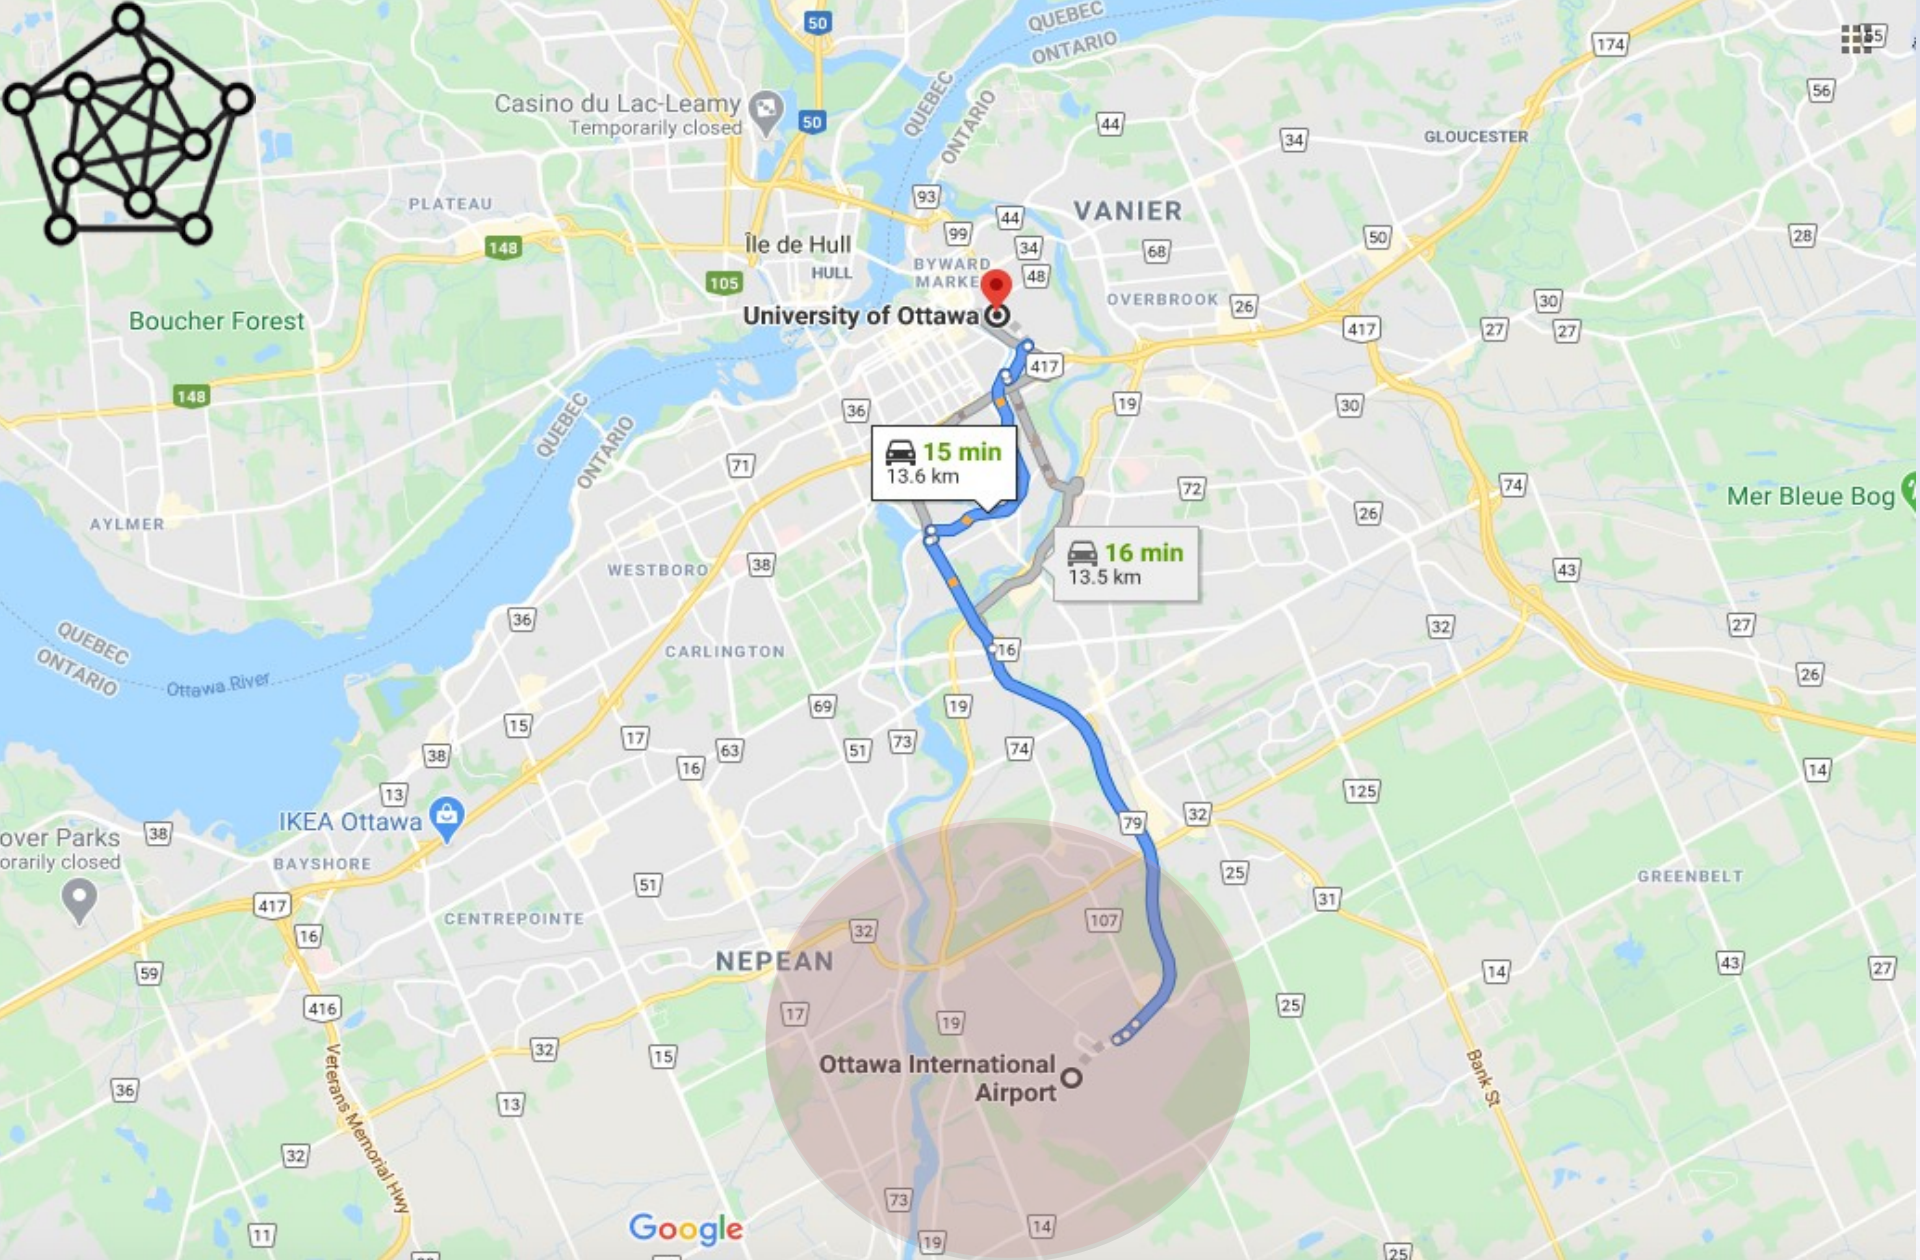 50
QUEBEC
ONTARIO
174
55
Casino du Lac-Leamy
Temporarily closed
50
QUEBEC
ONTARIO
44
34
GLOUCESTER
56
PLATEAU
93
44
VANIER
148
Île de Hull
HULL
99
34
68
50
28
105
BYWARD
MARKE
48
OVERBROOK
26
30
Boucher Forest
University of Ottawa
417
27
27
148
417
36
19
30
QUEBEC
ONTARIO
71
15 min
13.6 km
72
74
26
Mer Bleue Bog
AYLMER
WESTBORO
38
16 min
13.5 km
43
36
QUEBEC
ONTARIO
Ottawa River
CARLINGTON
16
32
27
26
15
17
69
19
38
16
63
51
73
74
14
13
125
IKEA Ottawa
over Parks
orarily closed
38
BAYSHORE
79
32
25
GREENBELT
417
51
31
CENTREPOINTE
32
107
16
NEPEAN
59
14
43
27
416
17
19
25
32
15
Ottawa International
Airport
36
13
Veterans Memorial Hwy
Bank St
32
73
11
Google
14
19
25